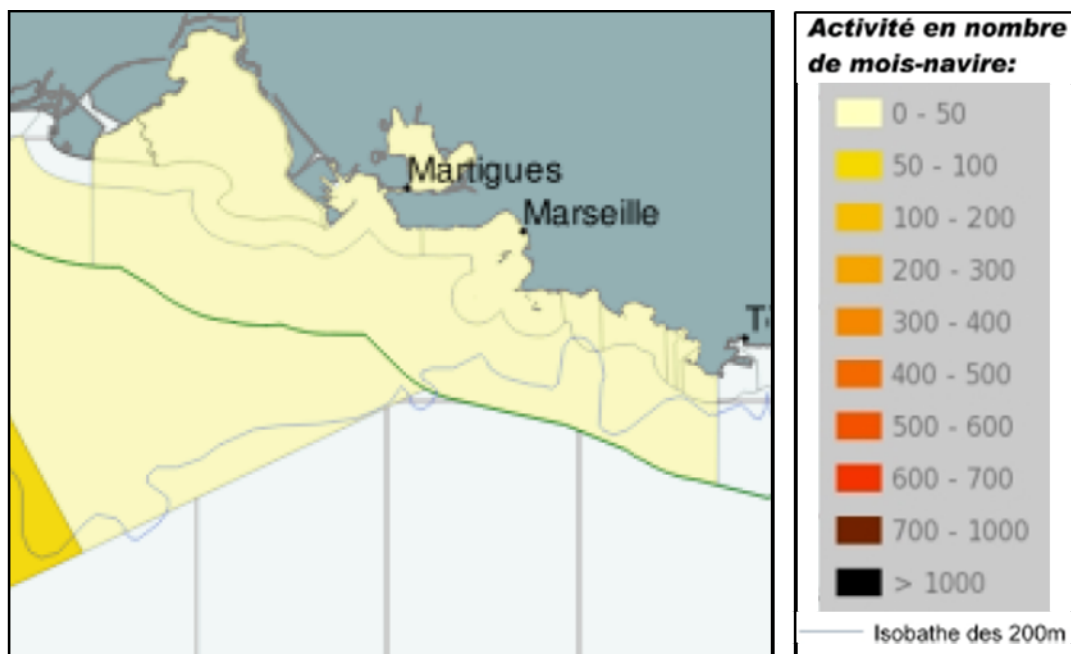 Martigues
Marseille
Activité en nombre
de mois-navire:
0 - 50
50 - 100
100 - 200
200 - 300
300 - 400
400 - 500
500 - 600
600 - 700
700 - 1000
> 1000
Isobathe des 200m